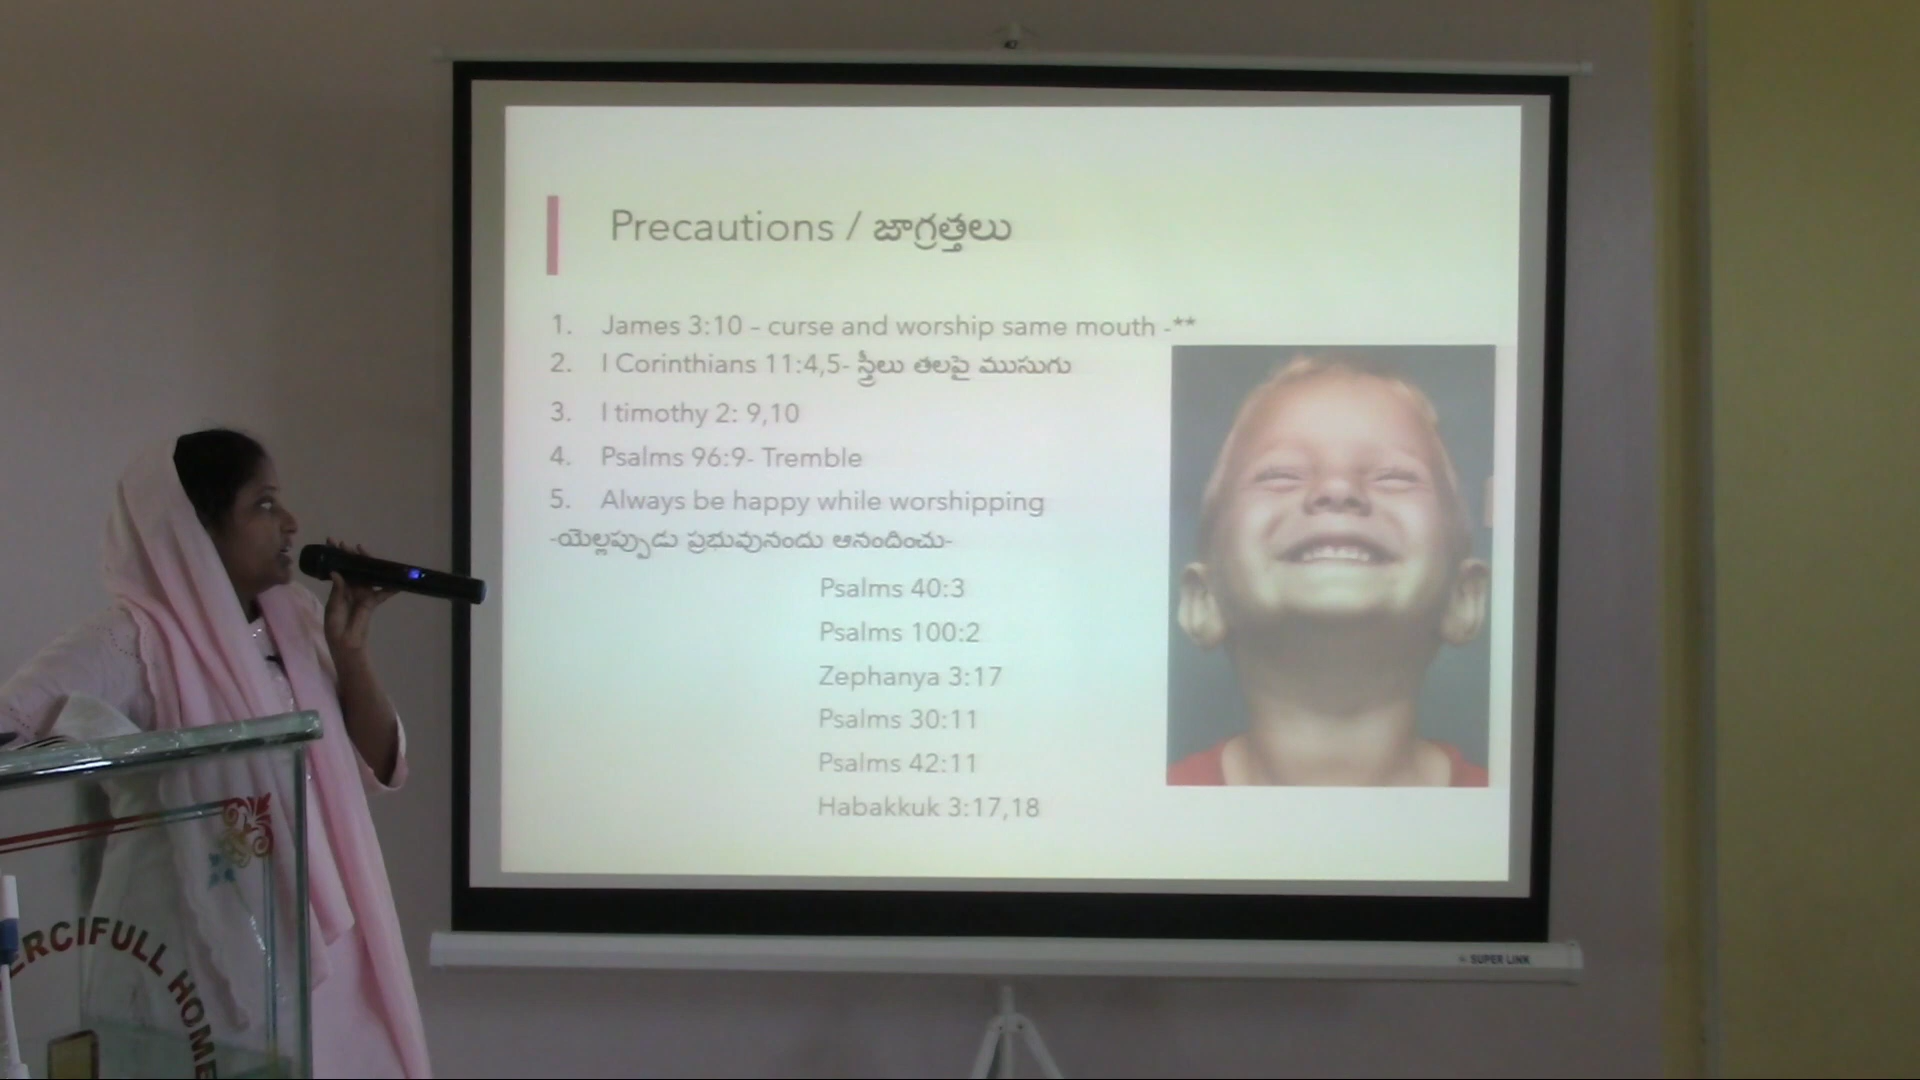 Precautions / జాగ్రత్తలు
1. James 3:10 – curse and worship same mouth -**
2. I Corinthians 11:4,5- స్త్రీలు తలపై ముసుగు
3. I timothy 2: 9,10
4. Psalms 96:9- Tremble
5. Always be happy while worshipping
-యెల్లప్పుడు ప్రభువునందు ఆనందించు-
Psalms 40:3
Psalms 100:2
Zephanya 3:17
Psalms 30:11
Psalms 42:11
Habakkuk 3:17,18
SUPER LINK
ERCIFULL HOME